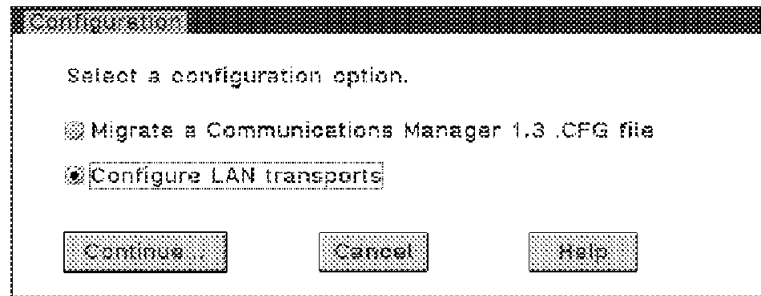 Configuration
Select a configuration option.
Migrate a Communications Manager 1.3 .CFG file
Configure LAN transports
Continue... Cancel Help